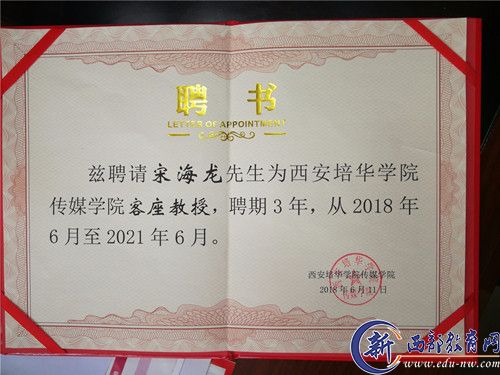 聘书
LETTER OF APPOINTMENT
兹聘请宋海龙先生为西安培华学院
传媒学院客座教授，聘期3年，从2018年
6月至2021年6月。
西安培华学院传媒学院
2018年6月11日
新 西部教育网
www.edu-nw.com